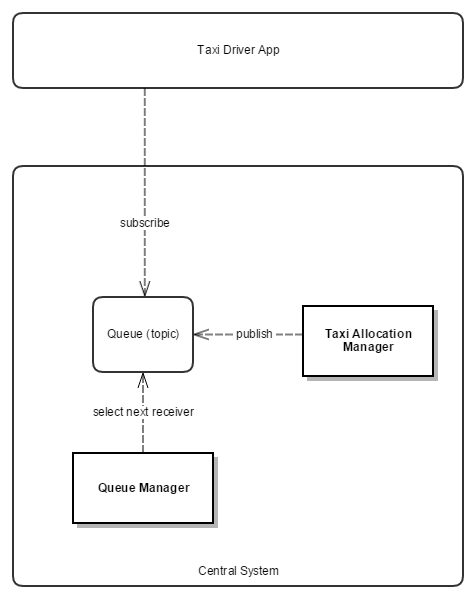 Taxi Driver App
subscribe
Queue (topic)
publish
Taxi Allocation
Manager
select next receiver
Queue Manager
Central System